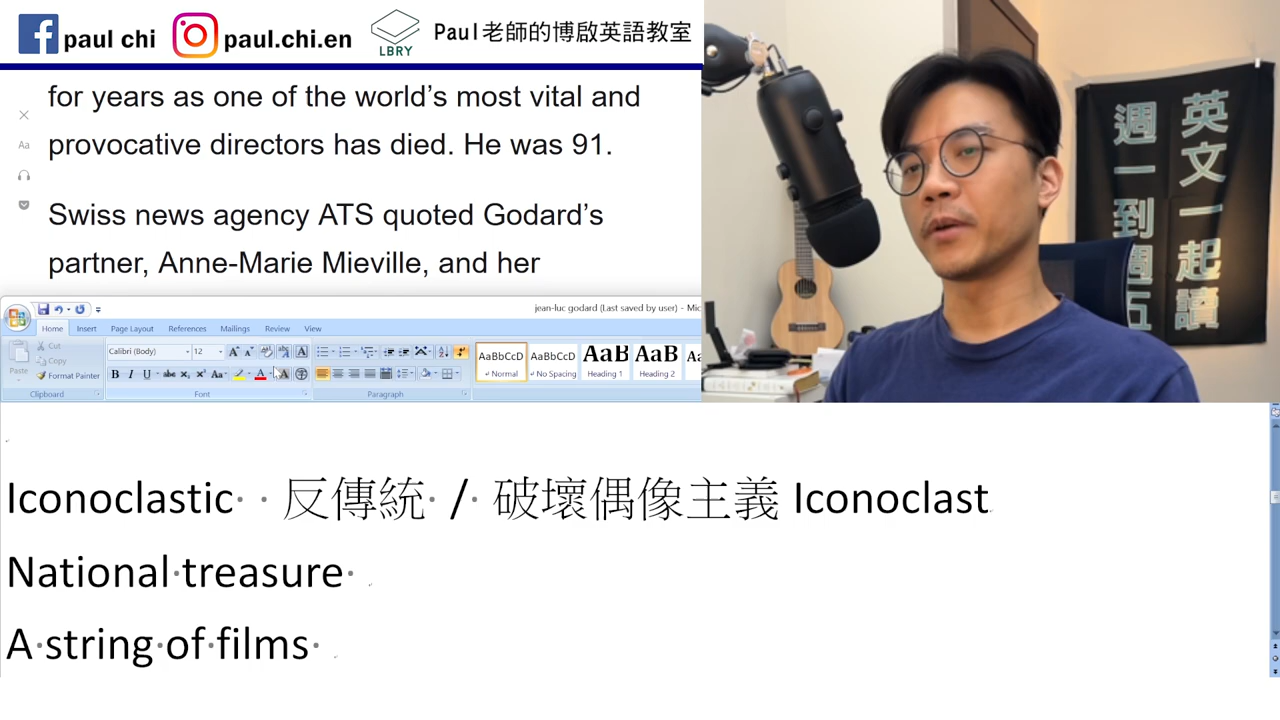 paul chi
paul.chi.en
LBRY
Paul老師的博啟英語教室
for years as one of the world's most vital and
provocative directors has died. He was 91.
Swiss news agency ATS quoted Godard's
partner, Anne-Marie Mieville, and her
英文一起讀
週一到週五
jean-luc godard (Last saved by user) - Mic
Home Insert Page Layout References Mailings Review View
Paste
Cut
Copy
Format Painter
Clipboard
Calibri (Body) 12
Font
Paragraph
AaBbCcD AaBbCcD AaBb AaB Aa
Normal No Spacing Heading 1 Heading 2
Iconoclastic 反傳統 / 破壞偶像主義 Iconoclast
National treasure
A string of films